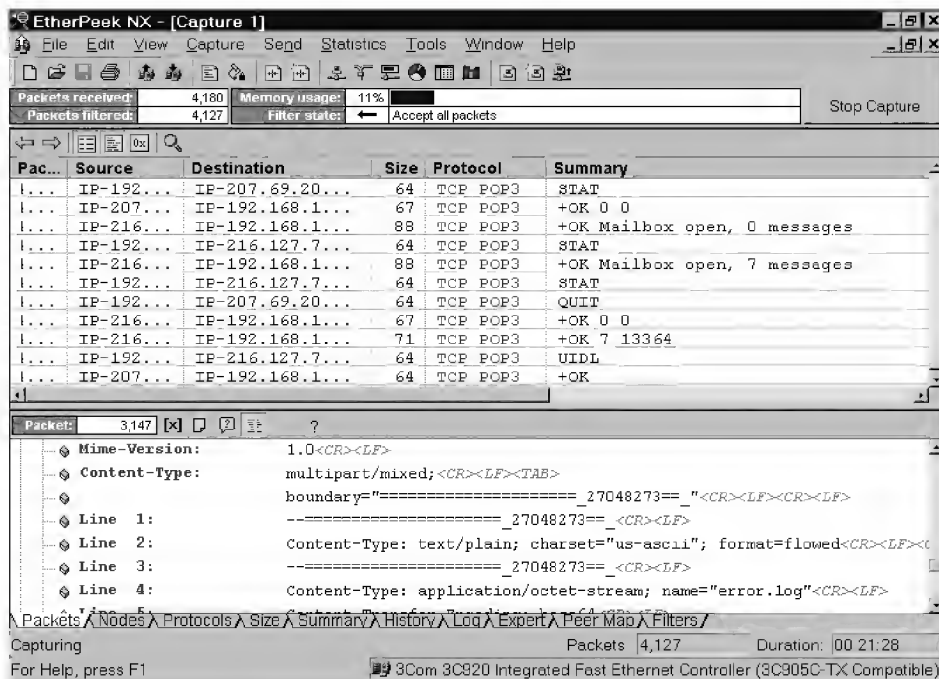 EtherPeek NX - [Capture 1]
File Edit View Capture Send Statistics Tools Window Help
Packets received: 4,180 Memory usage: 11%
Packets filtered: 4,127 Filter state: Accept all packets
Stop Capture
Pac... Source Destination Size Protocol Summary
IP-192... IP-207.69.20... 64 TCP POP3 STAT
IP-207... IP-192.168.1... 67 TCP POP3 +OK 0 0
IP-216... IP-192.168.1... 88 TCP POP3 +OK Mailbox open, 0 messages
IP-192... IP-216.127.7... 64 TCP POP3 STAT
IP-216... IP-192.168.1... 88 TCP POP3 +OK Mailbox open, 7 messages
IP-192... IP-216.127.7... 64 TCP POP3 STAT
IP-192... IP-207.69.20... 64 TCP POP3 QUIT
IP-216... IP-192.168.1... 67 TCP POP3 +OK 0 0
IP-216... IP-192.168.1... 71 TCP POP3 +OK 7 13364
IP-192... IP-216.127.7... 64 TCP POP3 UIDL
IP-207... IP-192.168.1... 64 TCP POP3 +OK
Packet: 3,147 [x] ?
Mime-Version: 1.0<CR><LF>
Content-Type: multipart/mixed;<CR><LF><TAB>
boundary="=====================_27048273==_"<CR><LF><CR><LF>
Line 1: --=====================_27048273==_<CR><LF>
Line 2: Content-Type: text/plain; charset="us-ascii"; format=flowed<CR><LF>
Line 3: --=====================_27048273==_<CR><LF>
Line 4: Content-Type: application/octet-stream; name="error.log"<CR><LF>
Packets Nodes Protocols Size Summary History Log Expert Peer Map Filters
Capturing Packets 4,127 Duration: 00 21:28
For Help, press F1 3Com 3C920 Integrated Fast Ethernet Controller (3C905C-TX Compatible)